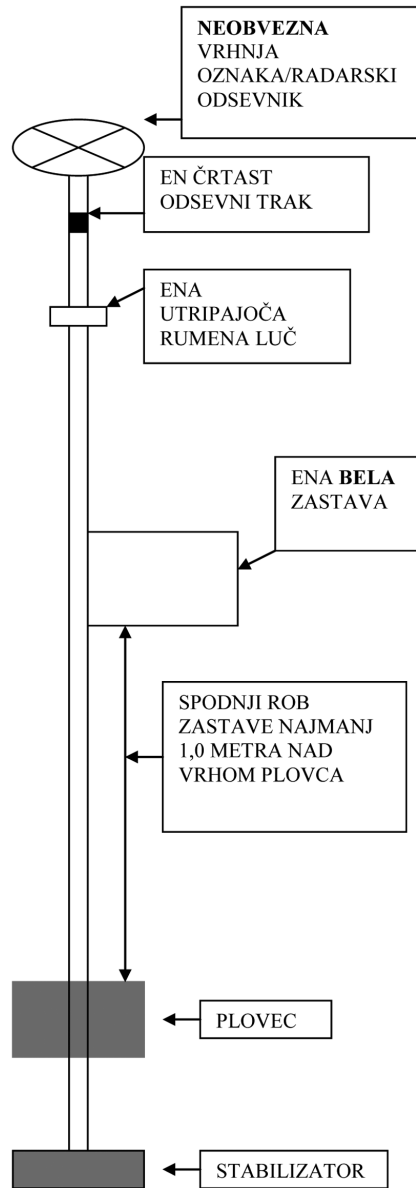 NEOBVEZNA
VRHNJA
OZNAKA/RADARSKI
ODSEVNIK
EN ČRTAST
ODSEVNI TRAK
ENA
UTRIPAJOČA
RUMENA LUČ
ENA BELA
ZASTAVA
SPODNJI ROB
ZASTAVE NAJMANJ
1,0 METRA NAD
VRHOM PLOVCA
PLOVEC
STABILIZATOR